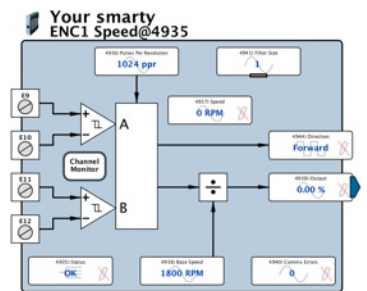 Your smarty
ENC1 Speed@4935
4936) Pulses Per Revolution
1024 ppr
4941) Filter Size
1
4937) Speed
0 RPM
E9
E10
E11
E12
A
B
Channel
Monitor
4944) Direction
Forward
4939) Output
0.00 %
4935) Status
OK
4938) Base Speed
1800 RPM
4940) Comms Errors
0